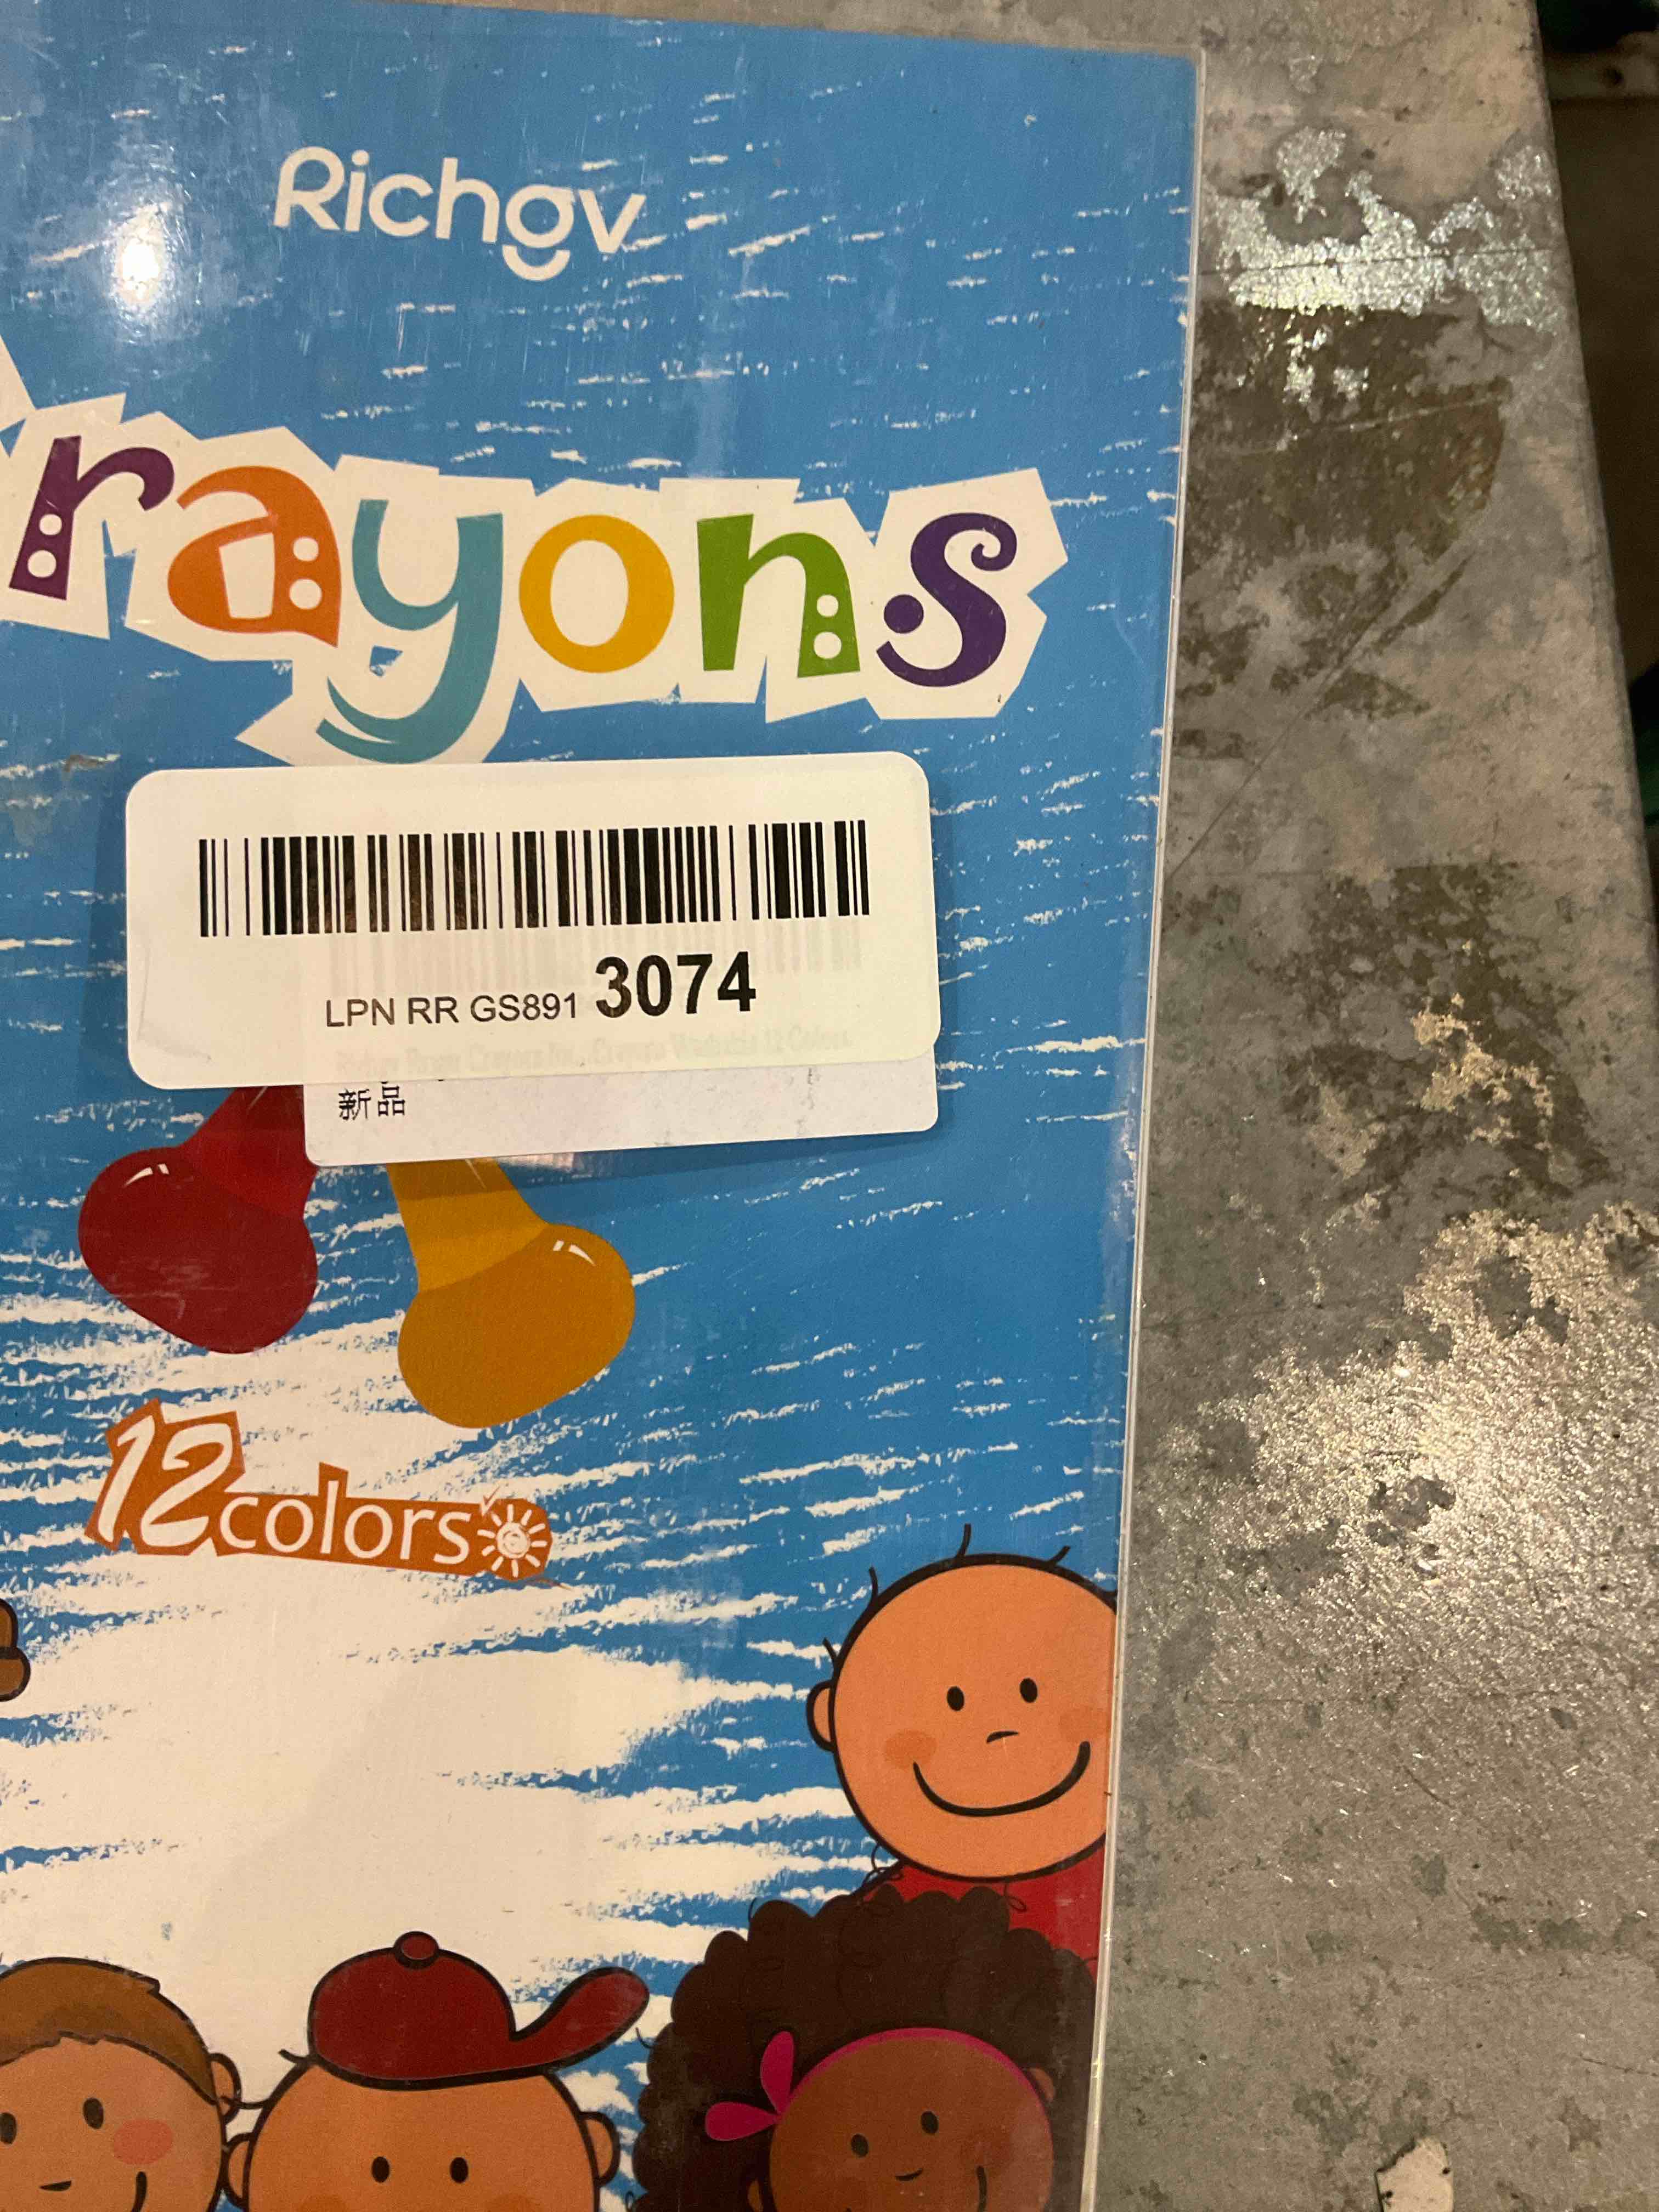 Richgv
rayons
LPN RR GS891 3074
新品
12colors